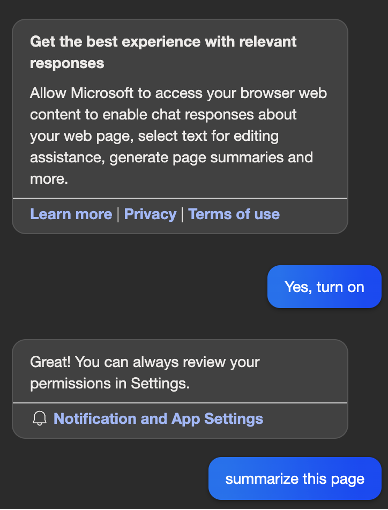 Get the best experience with relevant
responses
Allow Microsoft to access your browser web
content to enable chat responses about
your web page, select text for editing
assistance, generate page summaries and
more.
Learn more | Privacy | Terms of use
Yes, turn on
Great! You can always review your
permissions in Settings.
Notification and App Settings
summarize this page